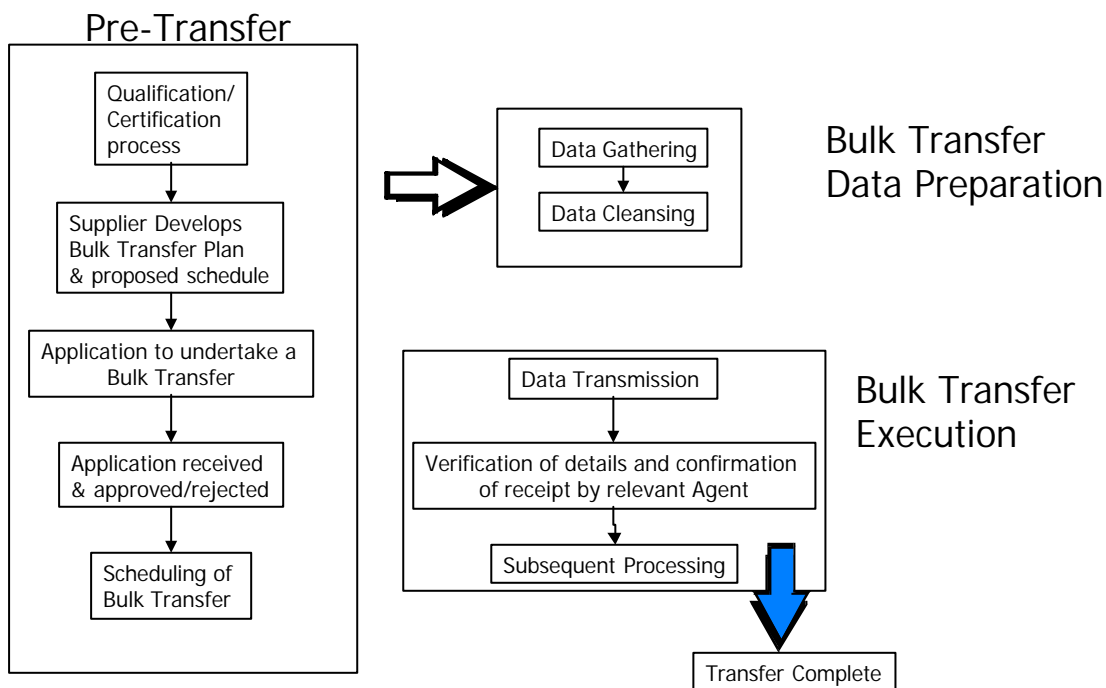 Pre-Transfer
Qualification/
Certification
process
Supplier Develops
Bulk Transfer Plan
& proposed schedule
Application to undertake a
Bulk Transfer
Application received
& approved/rejected
Scheduling of
Bulk Transfer
Data Gathering
Data Cleansing
Bulk Transfer
Data Preparation
Data Transmission
Verification of details and confirmation
of receipt by relevant Agent
Subsequent Processing
Bulk Transfer
Execution
Transfer Complete